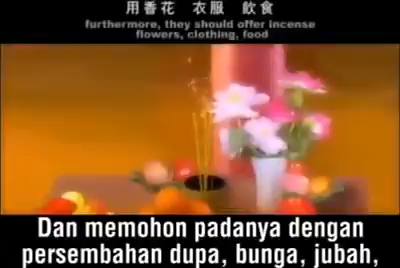 用香花 衣服 飲食
furthermore, they should offer incense
flowers, clothing, food
Dan memohon padanya dengan
persembahan dupa, bunga, jubah,